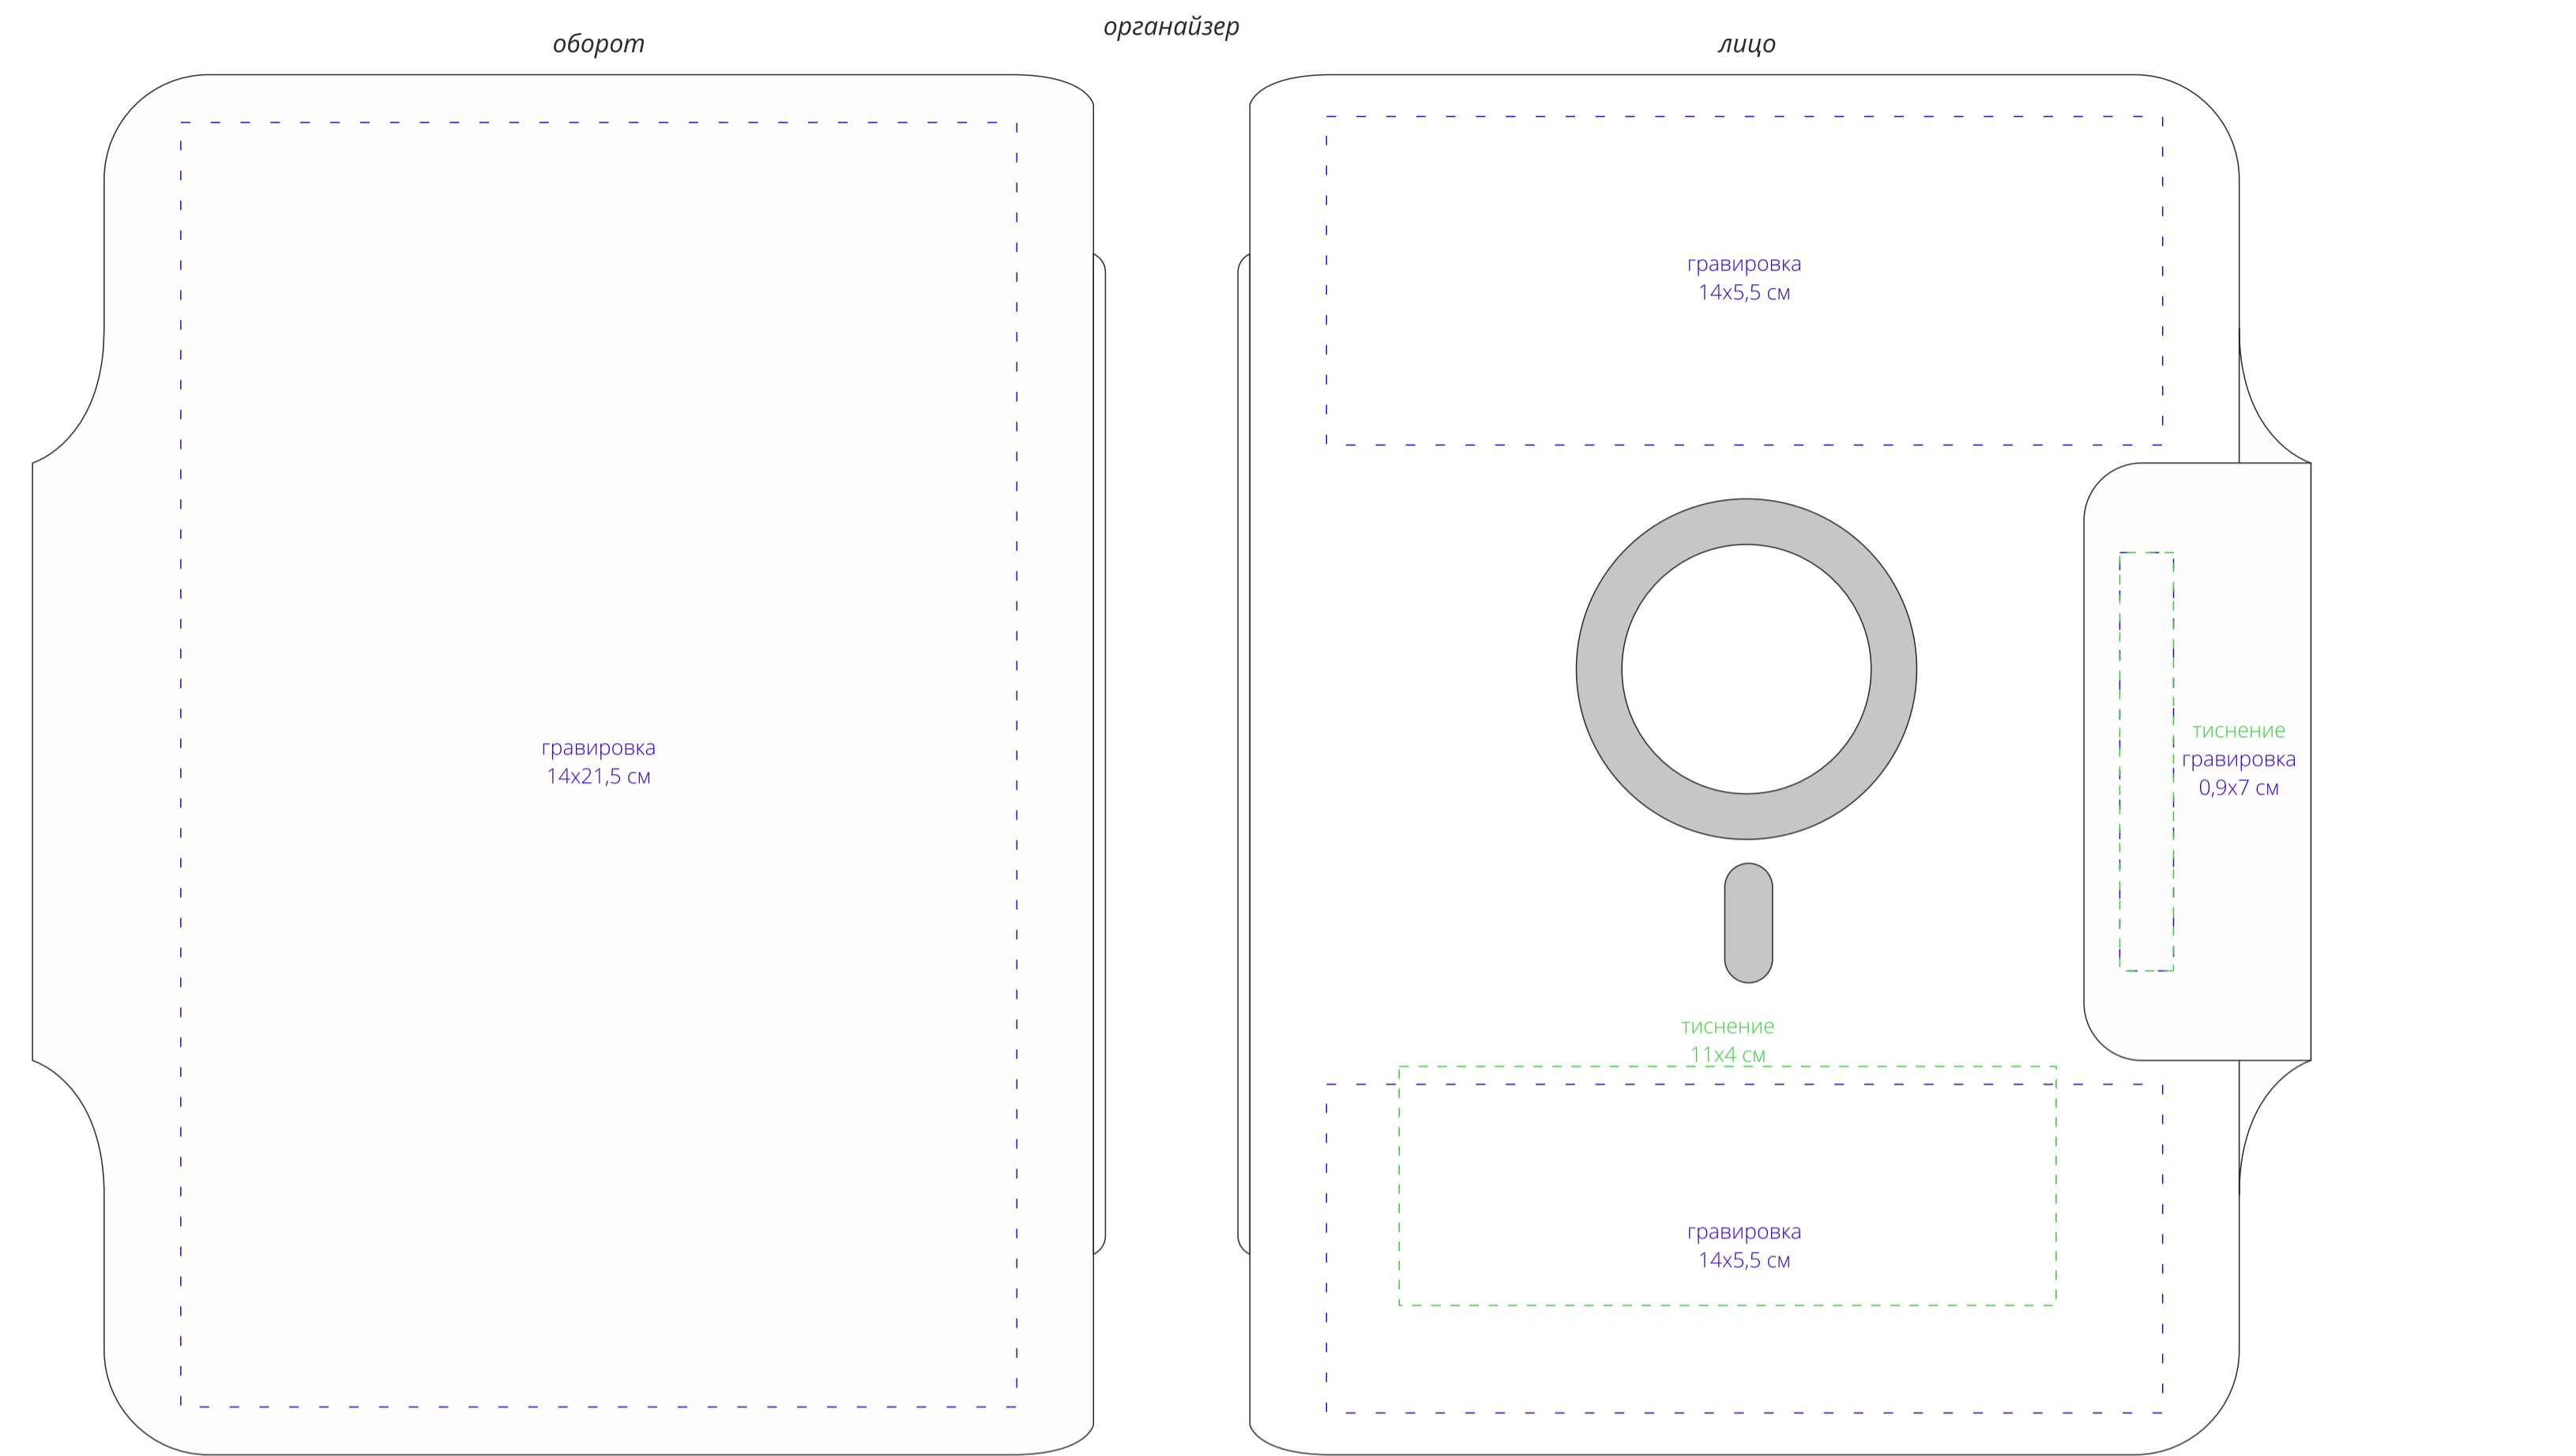 органайзер
оборот
лицо
гравировка
14х21,5 см
гравировка
14х5,5 см
тиснение
гравировка
0,9х7 см
тиснение
11х4 см
гравировка
14х5,5 см